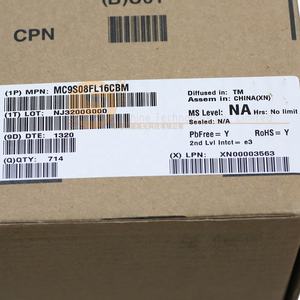 CPN
(1P) MPN: MC9S08FL16CBM
(1T) LOT: NJ3200G000
(9D) DTE: 1320
(Q)QTY: 714
Diffused in: TM
Assem in: CHINA(XN)
MS Level: NA Hrs: No limit
Sealed: N/A
PbFree= Y RoHS = Y
2nd Lvl Intct= e3
(X) LPN: XN00003563